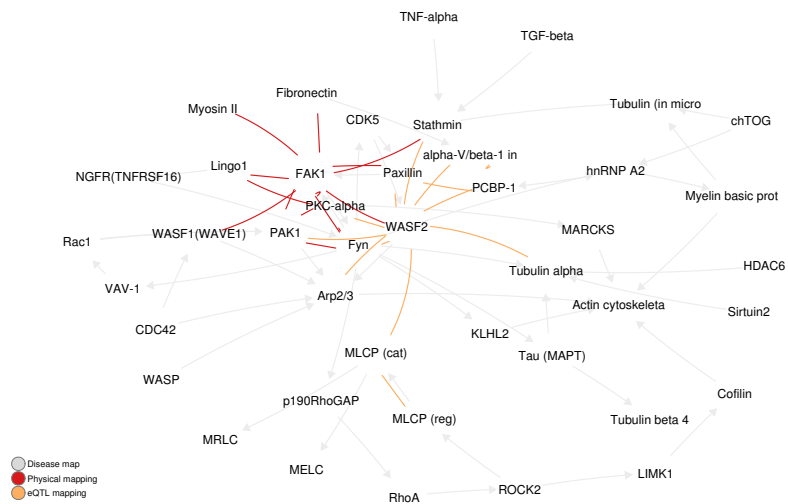 TNF-alpha
TGF-beta
Fibronectin
Myosin II
CDK5
Stathmin
Tubulin (in micro
chTOG
NGFR(TNFRSF16)
Lingo1
FAK1
Paxillin
alpha-V/beta-1 in
hnRNP A2
PCBP-1
Myelin basic prot
PKC-alpha
Rac1
WASF1(WAVE1)
PAK1
Fyn
WASF2
MARCKS
VAV-1
Arp2/3
Tubulin alpha
HDAC6
Actin cytoskeleta
Sirtuin2
CDC42
KLHL2
MLCP (cat)
Tau (MAPT)
WASP
p190RhoGAP
MLCP (reg)
Cofilin
Tubulin beta 4
MRLC
MELC
RhoA
ROCK2
LIMK1
Disease map
Physical mapping
eQTL mapping